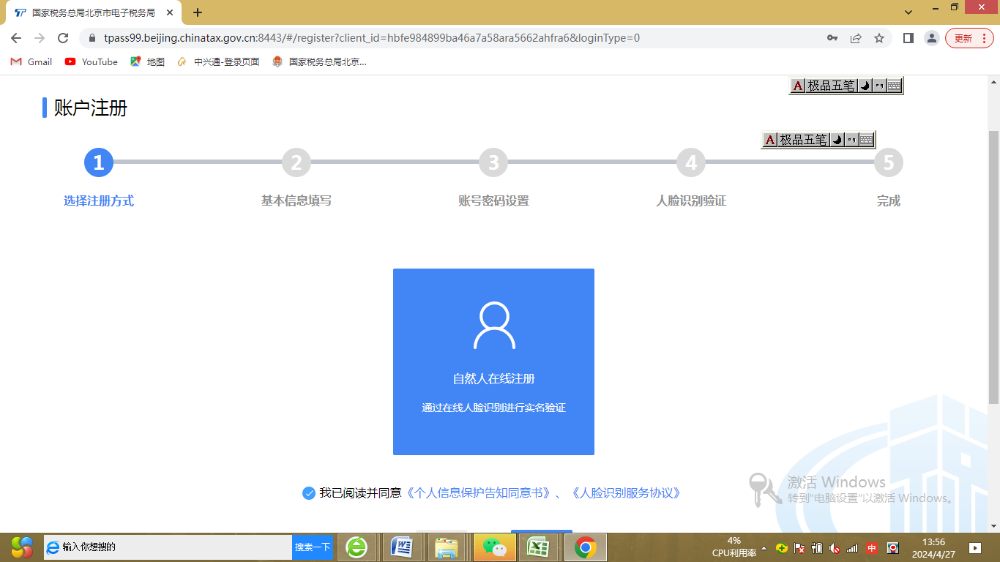 国家税务总局北京市电子税务局
tpass99.beijing.chinatax.gov.cn:8443/#/register?client_id=hbfe984899ba46a7a58ara5662ahfra6&loginType=0
更新
Gmail
YouTube
地图
中兴通-登录页面
国家税务总局北京...
A 极品五笔
账户注册
A 极品五笔
1
2
3
4
5
选择注册方式
基本信息填写
账号密码设置
人脸识别验证
完成
自然人在线注册
通过在线人脸识别进行实名验证
我已阅读并同意《个人信息保护告知同意书》、《人脸识别服务协议》
激活 Windows
转到"电脑设置"以激活 Windows。
输入你想搜的
搜索一下
4%
CPU利用率
中
13:56
2024/4/27